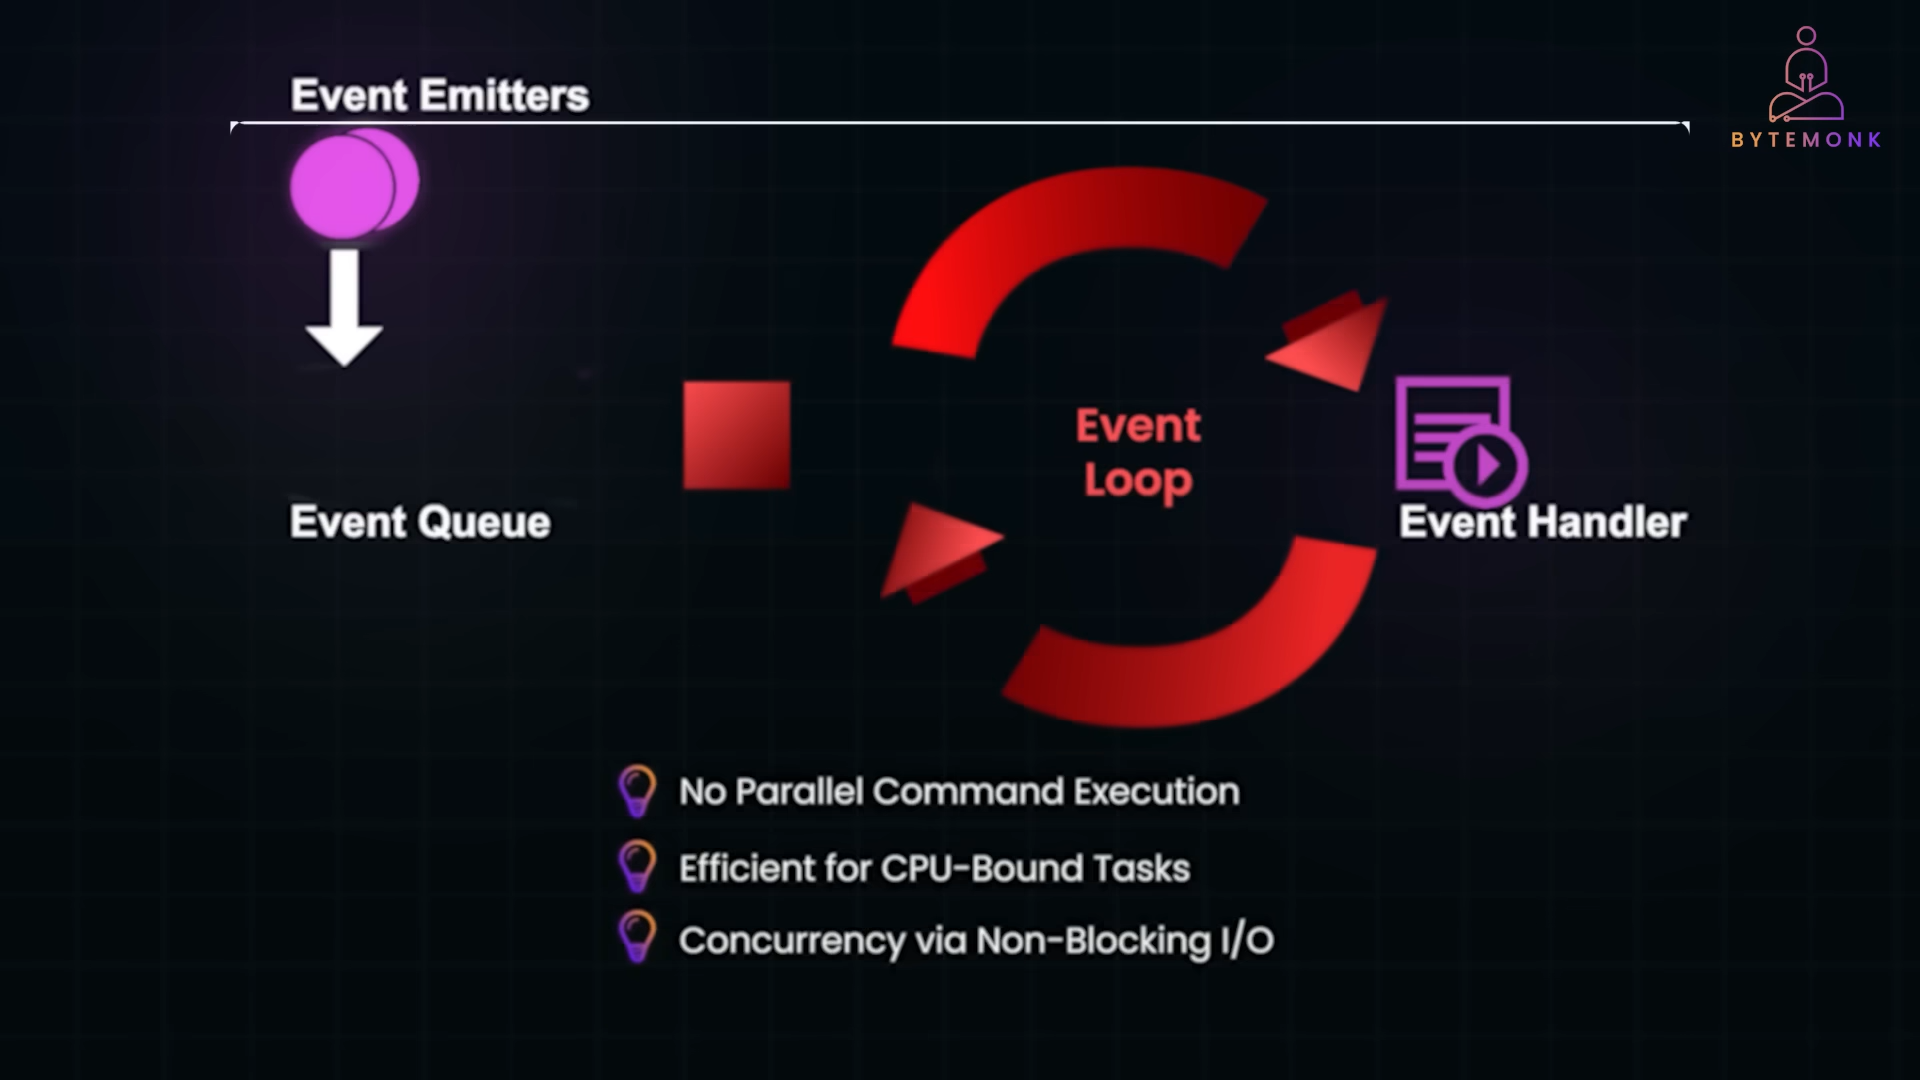 Event Emitters
BYTEMONK
Event
Loop
Event Queue
Event Handler
No Parallel Command Execution
Efficient for CPU-Bound Tasks
Concurrency via Non-Blocking I/O